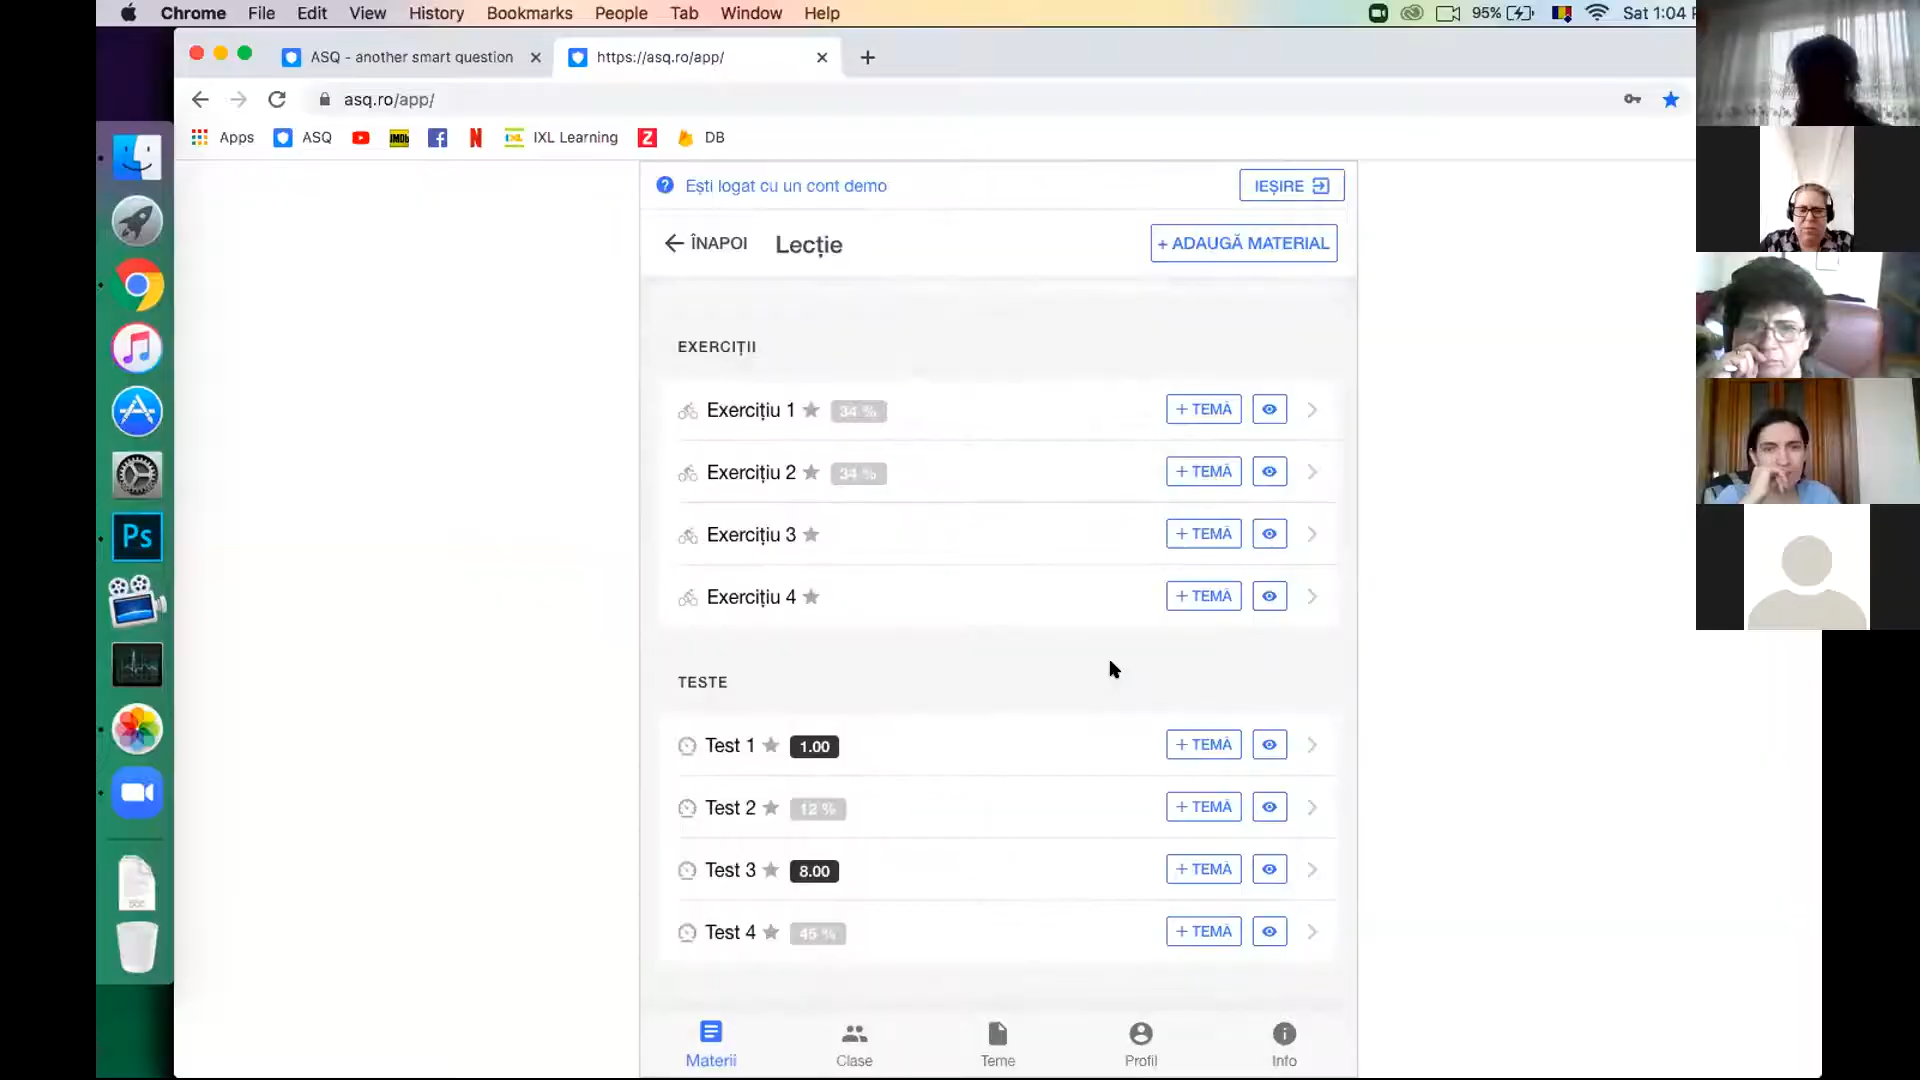 Chrome File Edit View History Bookmarks People Tab Window Help 95% Sat 1:04
ASQ - another smart question https://asq.ro/app/
asq.ro/app/
Apps ASQ IMDb N IXL Learning Z DB
Ești logat cu un cont demo IEȘIRE
ÎNAPOI Lecție + ADAUGĂ MATERIAL
EXERCIȚII
Exercițiu 1 34 % + TEMĂ
Exercițiu 2 34 % + TEMĂ
Exercițiu 3 + TEMĂ
Exercițiu 4 + TEMĂ
Ps
TESTE
Test 1 1.00 + TEMĂ
Test 2 12 % + TEMĂ
Test 3 8.00 + TEMĂ
Test 4 45 % + TEMĂ
Materii Clase Teme Profil Info